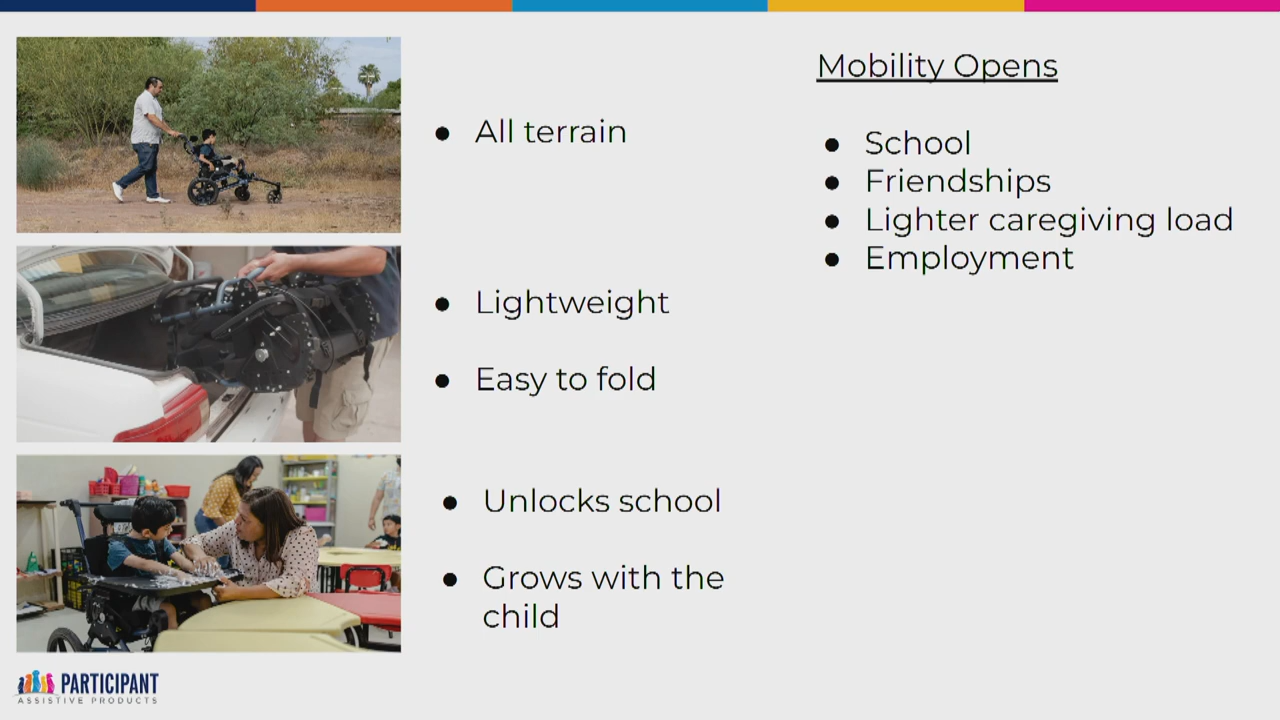 Mobility Opens
● All terrain
● Lightweight
● Easy to fold
● Unlocks school
● Grows with the
child
● School
● Friendships
● Lighter caregiving load
● Employment
PARTICIPANT
ASSISTIVE PRODUCTS